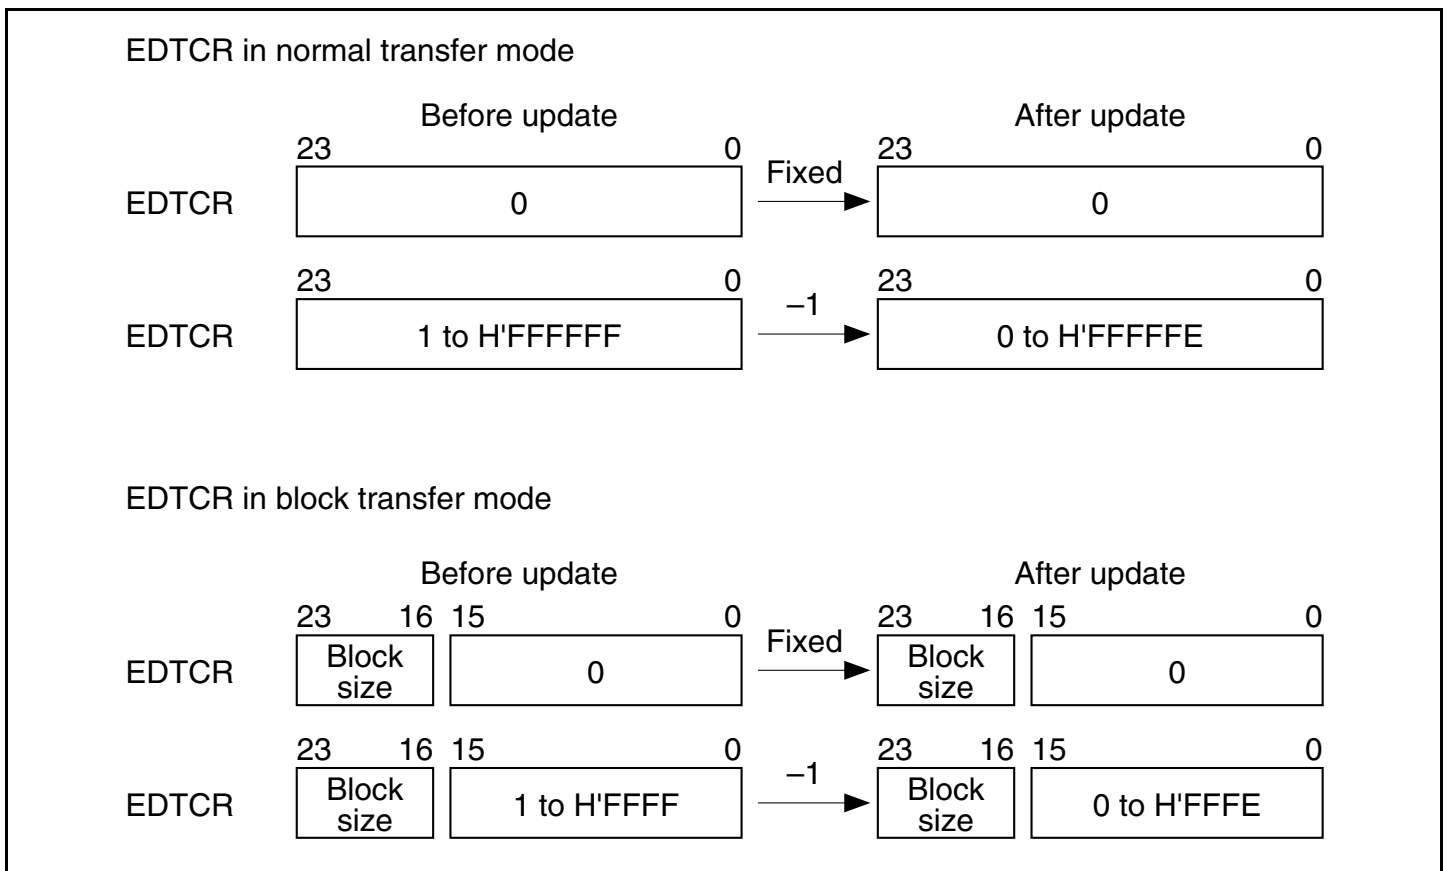 EDTCR in normal transfer mode
Before update After update
23 0 23 0
Fixed
EDTCR 0 0
23 0 23 0
–1
EDTCR 1 to H'FFFFFF 0 to H'FFFFFE
EDTCR in block transfer mode
Before update After update
23 16 15 0 23 16 15 0
Fixed
Block Block
EDTCR 0 0
size size
23 16 15 0 23 16 15 0
–1
Block Block
EDTCR 1 to H'FFFF 0 to H'FFFE
size size